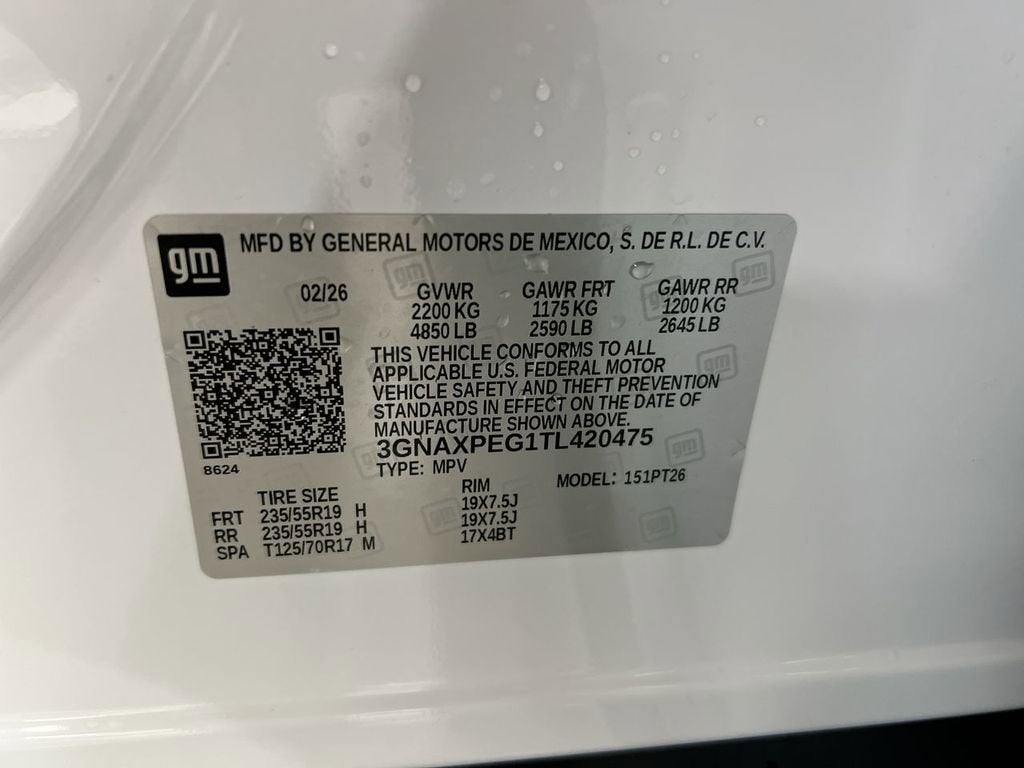 gm
MFD BY GENERAL MOTORS DE MEXICO, S. DE R.L. DE C.V.
02/26 GVWR GAWR FRT GAWR RR
2200 KG 1175 KG 1200 KG
4850 LB 2590 LB 2645 LB
THIS VEHICLE CONFORMS TO ALL
APPLICABLE U.S. FEDERAL MOTOR
VEHICLE SAFETY AND THEFT PREVENTION
STANDARDS IN EFFECT ON THE DATE OF
MANUFACTURE SHOWN ABOVE.
3GNAXPEG1TL420475
8624 TYPE: MPV MODEL: 151PT26
TIRE SIZE RIM
FRT 235/55R19 H 19X7.5J
RR 235/55R19 H 19X7.5J
SPA T125/70R17 M 17X4BT